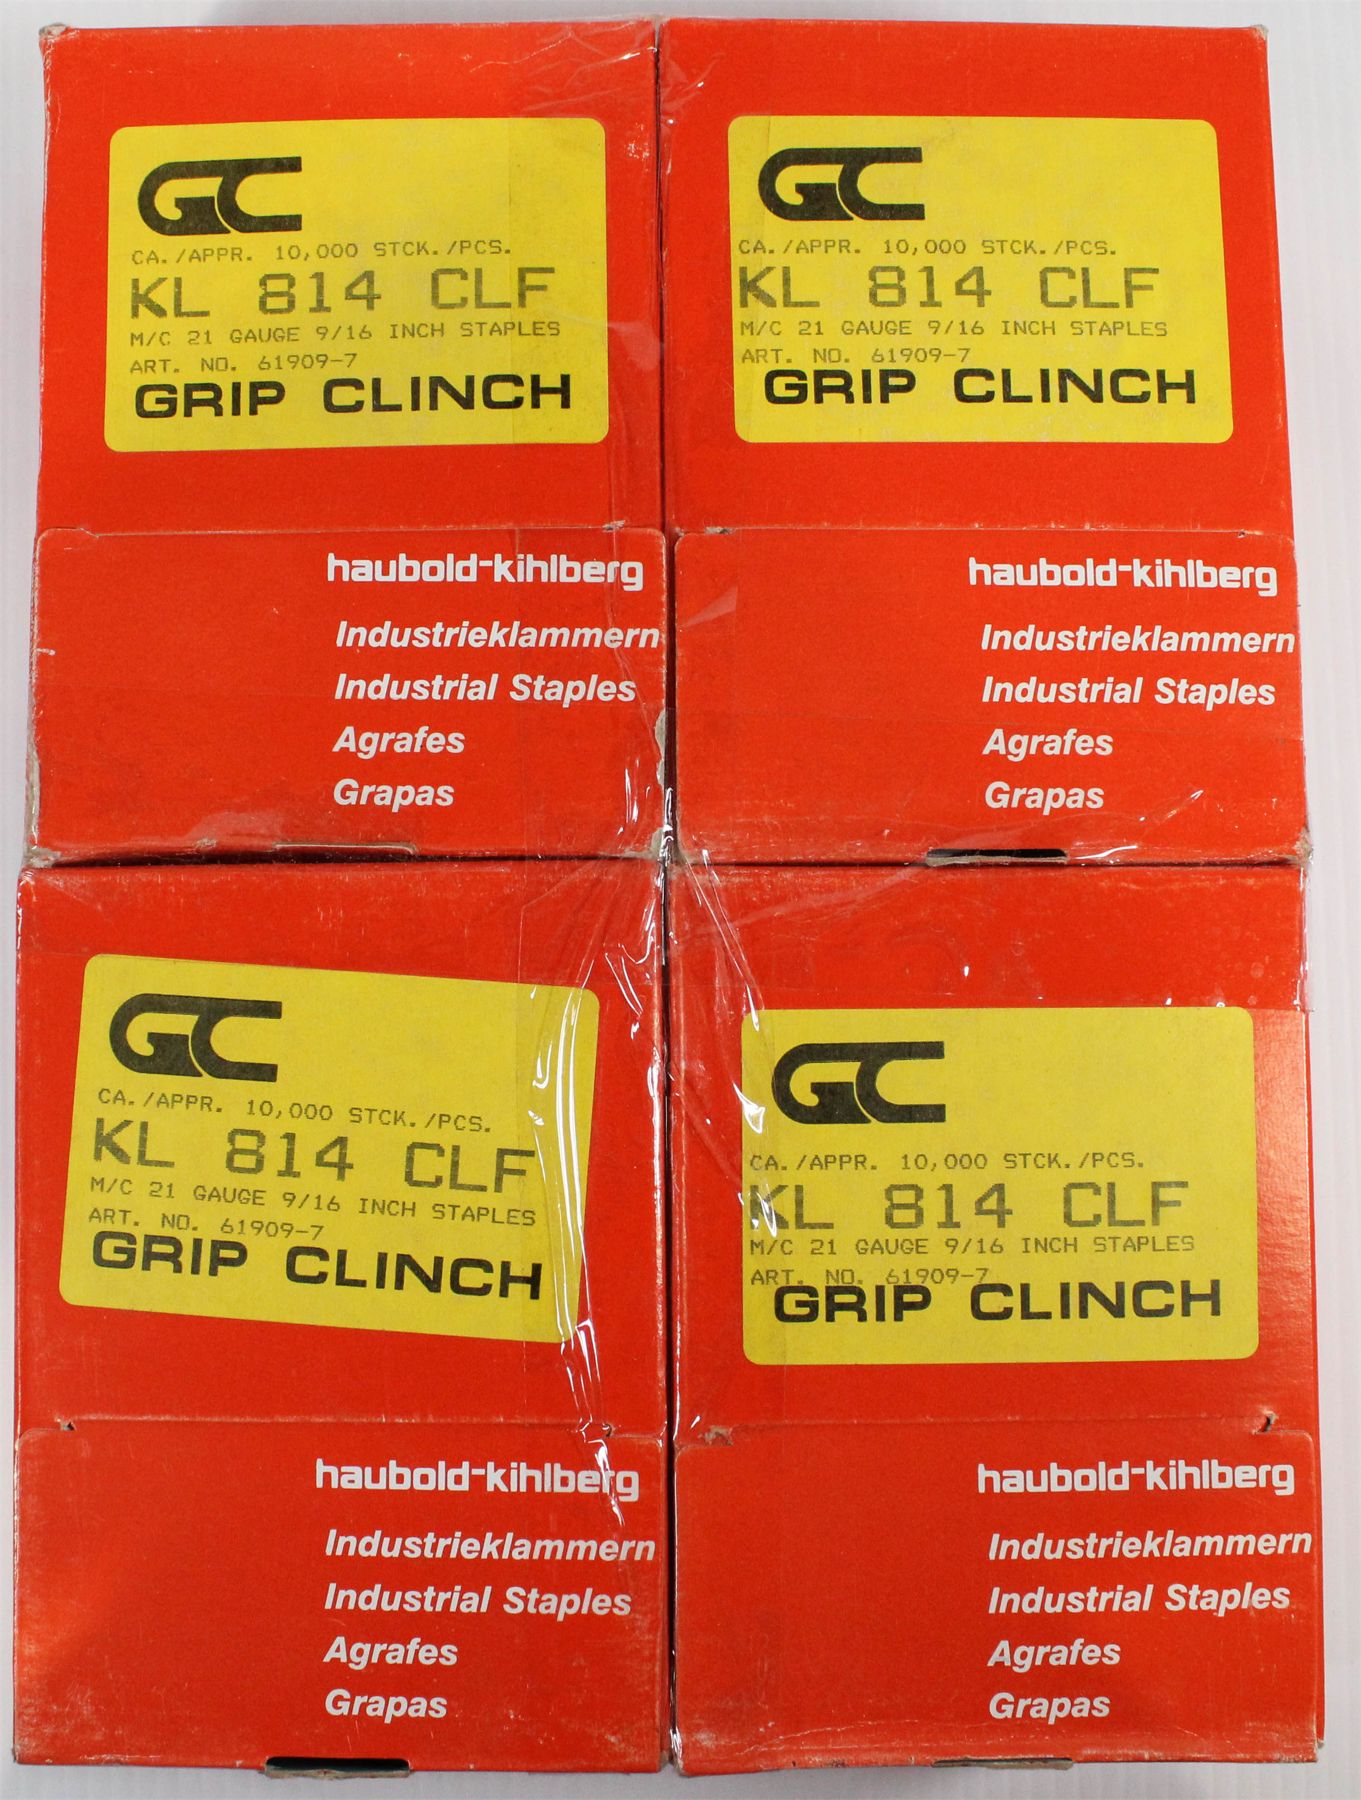 GC
CA./APPR. 10,000 STCK./PCS.
KL 814 CLF
M/C 21 GAUGE 9/16 INCH STAPLES
ART. NO. 61909-7
GRIP CLINCH
haubold-kihlberg
Industrieklammern
Industrial Staples
Agrafes
Grapas
GC
CA./APPR. 10,000 STCK./PCS.
KL 814 CLF
M/C 21 GAUGE 9/16 INCH STAPLES
ART. NO. 61909-7
GRIP CLINCH
haubold-kihlberg
Industrieklammern
Industrial Staples
Agrafes
Grapas
GC
CA./APPR. 10,000 STCK./PCS.
KL 814 CLF
M/C 21 GAUGE 9/16 INCH STAPLES
ART. NO. 61909-7
GRIP CLINCH
haubold-kihlberg
Industrieklammern
Industrial Staples
Agrafes
Grapas
GC
CA./APPR. 10,000 STCK./PCS.
KL 814 CLF
M/C 21 GAUGE 9/16 INCH STAPLES
ART. NO. 61909-7
GRIP CLINCH
haubold-kihlberg
Industrieklammern
Industrial Staples
Agrafes
Grapas